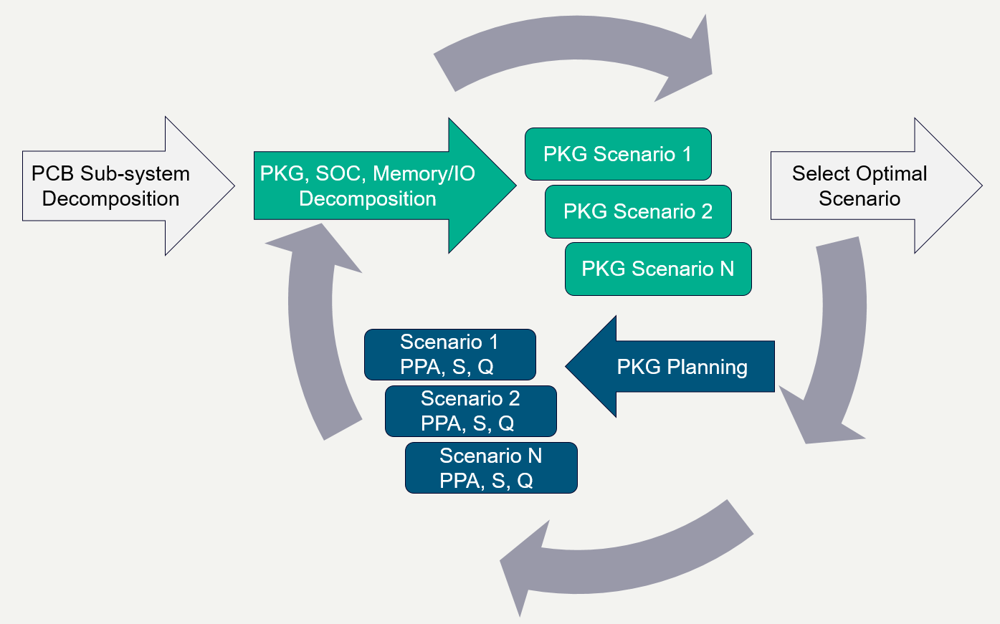 PCB Sub-system
Decomposition
PKG, SOC, Memory/IO
Decomposition
PKG Scenario 1
PKG Scenario 2
PKG Scenario N
Select Optimal
Scenario
PKG Planning
Scenario 1
PPA, S, Q
Scenario 2
PPA, S, Q
Scenario N
PPA, S, Q